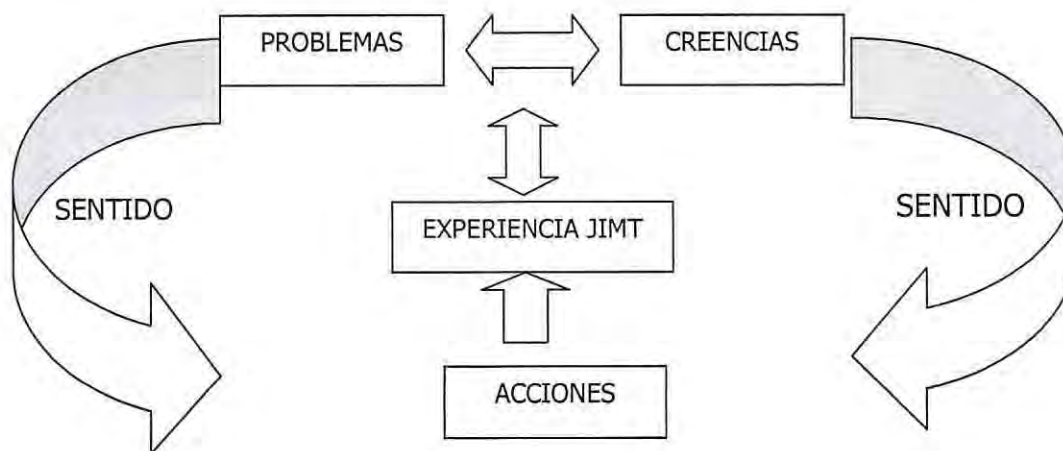 PROBLEMAS
CREENCIAS
SENTIDO
SENTIDO
EXPERIENCIA JIMT
ACCIONES